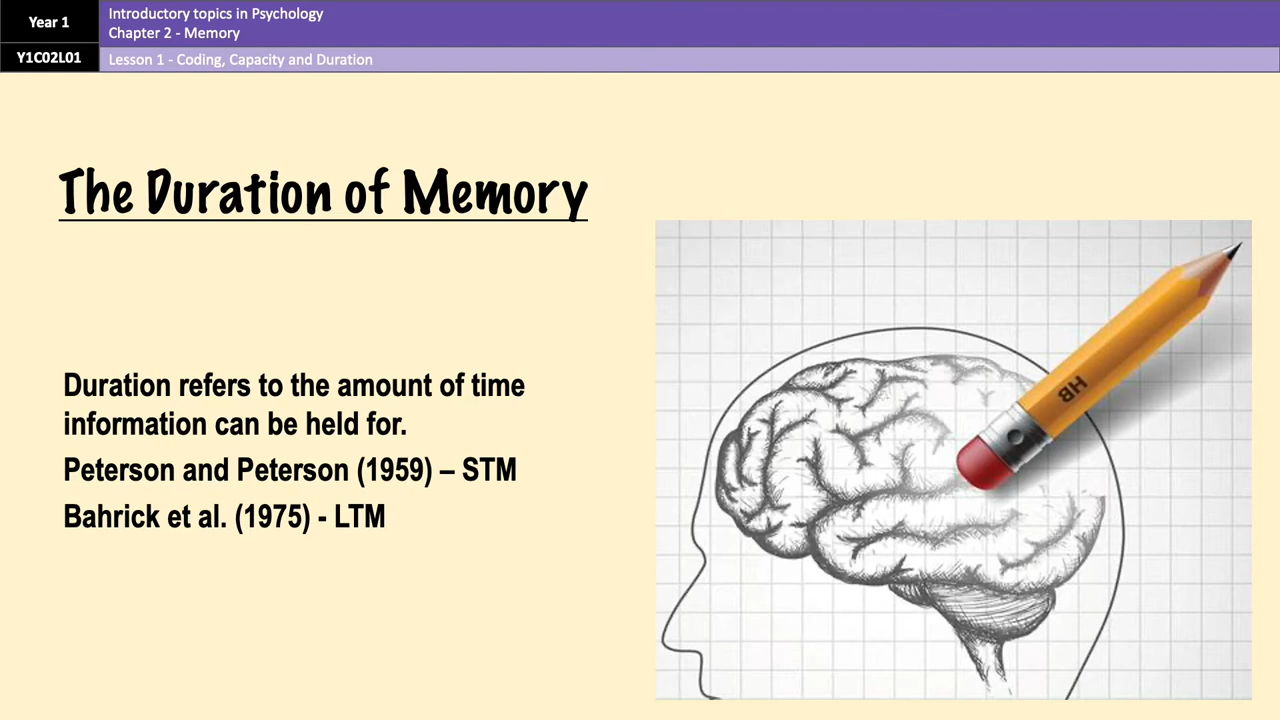 Year 1
Introductory topics in Psychology
Chapter 2 - Memory
Y1C02L01
Lesson 1 - Coding, Capacity and Duration
The Duration of Memory
Duration refers to the amount of time
information can be held for.
Peterson and Peterson (1959) – STM
Bahrick et al. (1975) - LTM
HB